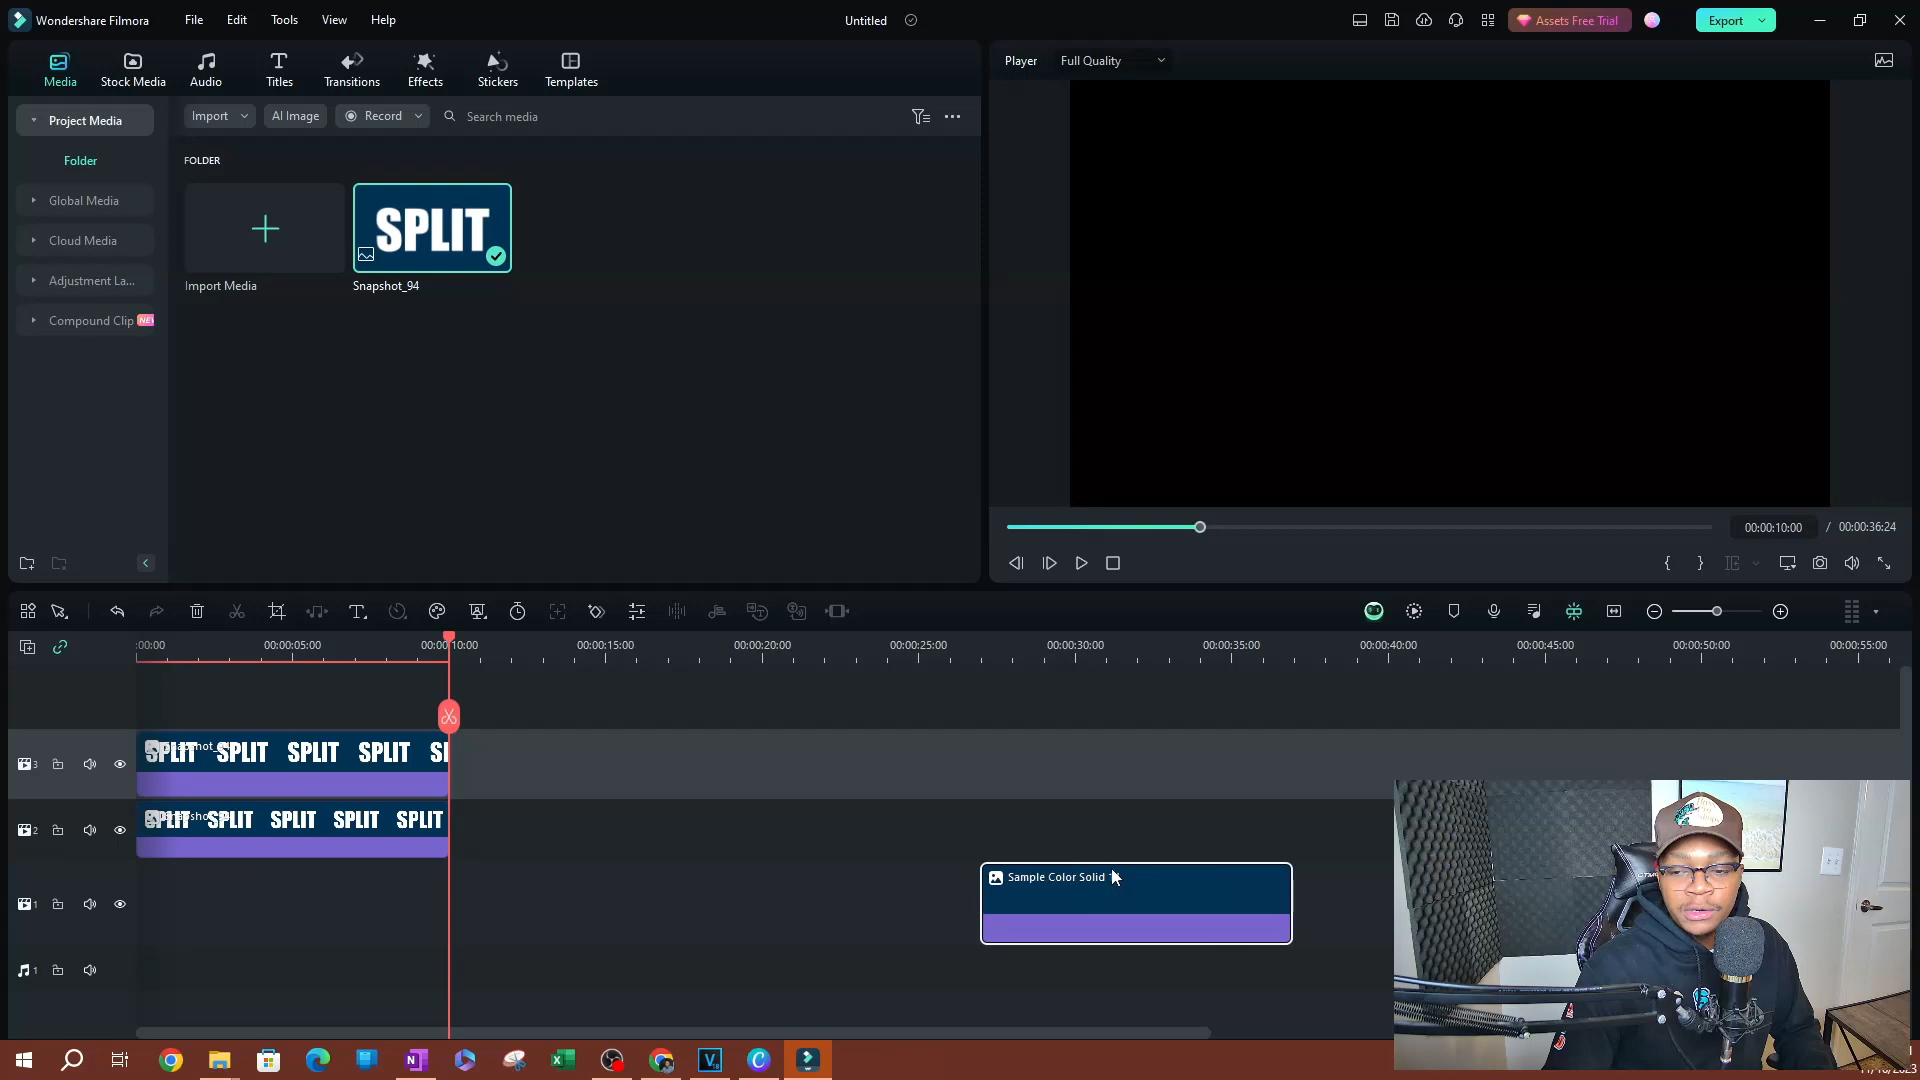 Wondershare Filmora
File
Edit
Tools
View
Help
Untitled
Assets Free Trial
Export
Media
Stock Media
Audio
Titles
Transitions
Effects
Stickers
Templates
Player
Full Quality
Project Media
Import
AI Image
Record
Search media
Folder
FOLDER
Global Media
Cloud Media
Adjustment La...
Compound Clip
SPLIT
Import Media
Snapshot_94
00:00:10:00 / 00:00:36:24
:00:00
00:00:05:00
00:00:10:00
00:00:15:00
00:00:20:00
00:00:25:00
00:00:30:00
00:00:35:00
00:00:40:00
00:00:45:00
00:00:50:00
00:00:55:00
3
SPLIT SPLIT SPLIT SPLIT
2
SPLIT SPLIT SPLIT SPLIT SPLIT
1
Sample Color Solid
1